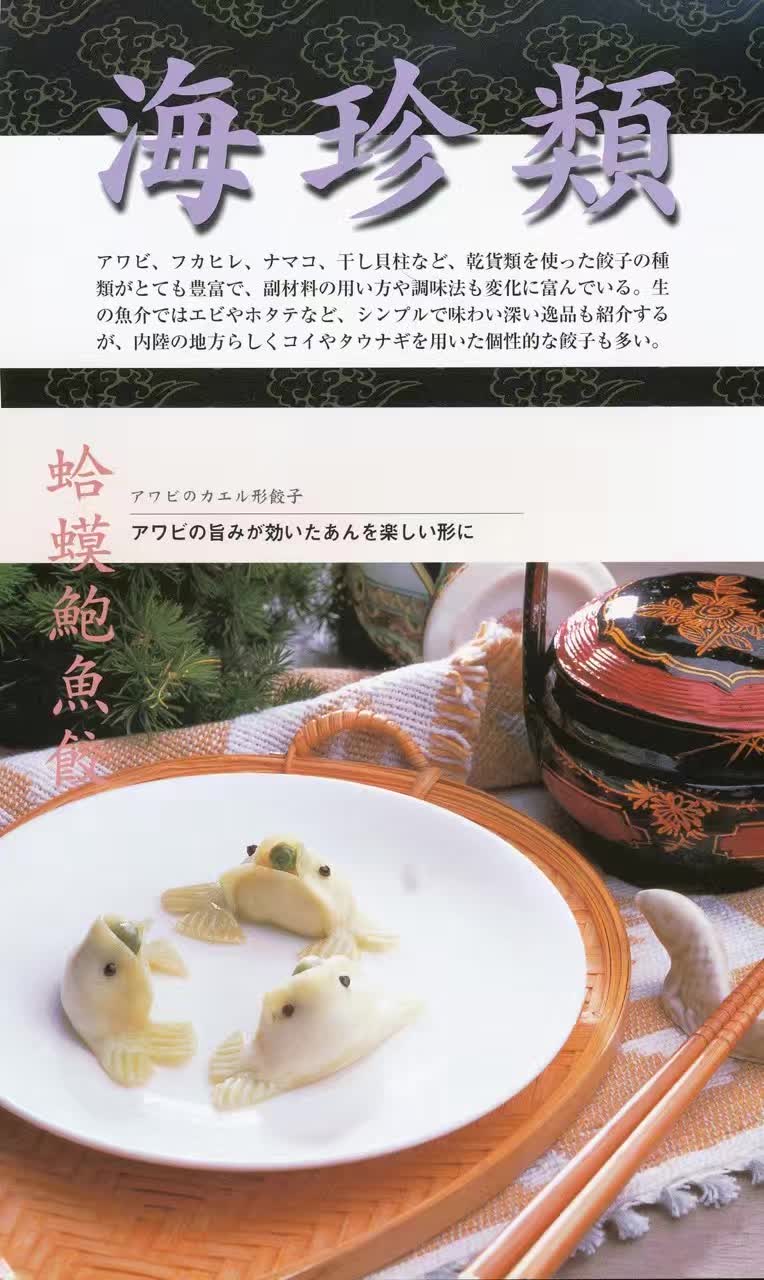 海珍類
アワビ、フカヒレ、ナマコ、干し貝柱など、乾貨類を使った餃子の種
類がとても豊富で、副材料の用い方や調味法も変化に富んでいる。生
の魚介ではエビやホタテなど、シンプルで味わい深い逸品も紹介する
が、内陸の地方らしくコイやタウナギを用いた個性的な餃子も多い。
蛤蟆鮑魚餃
アワビのカエル形餃子
アワビの旨みが効いたあんを楽しい形に